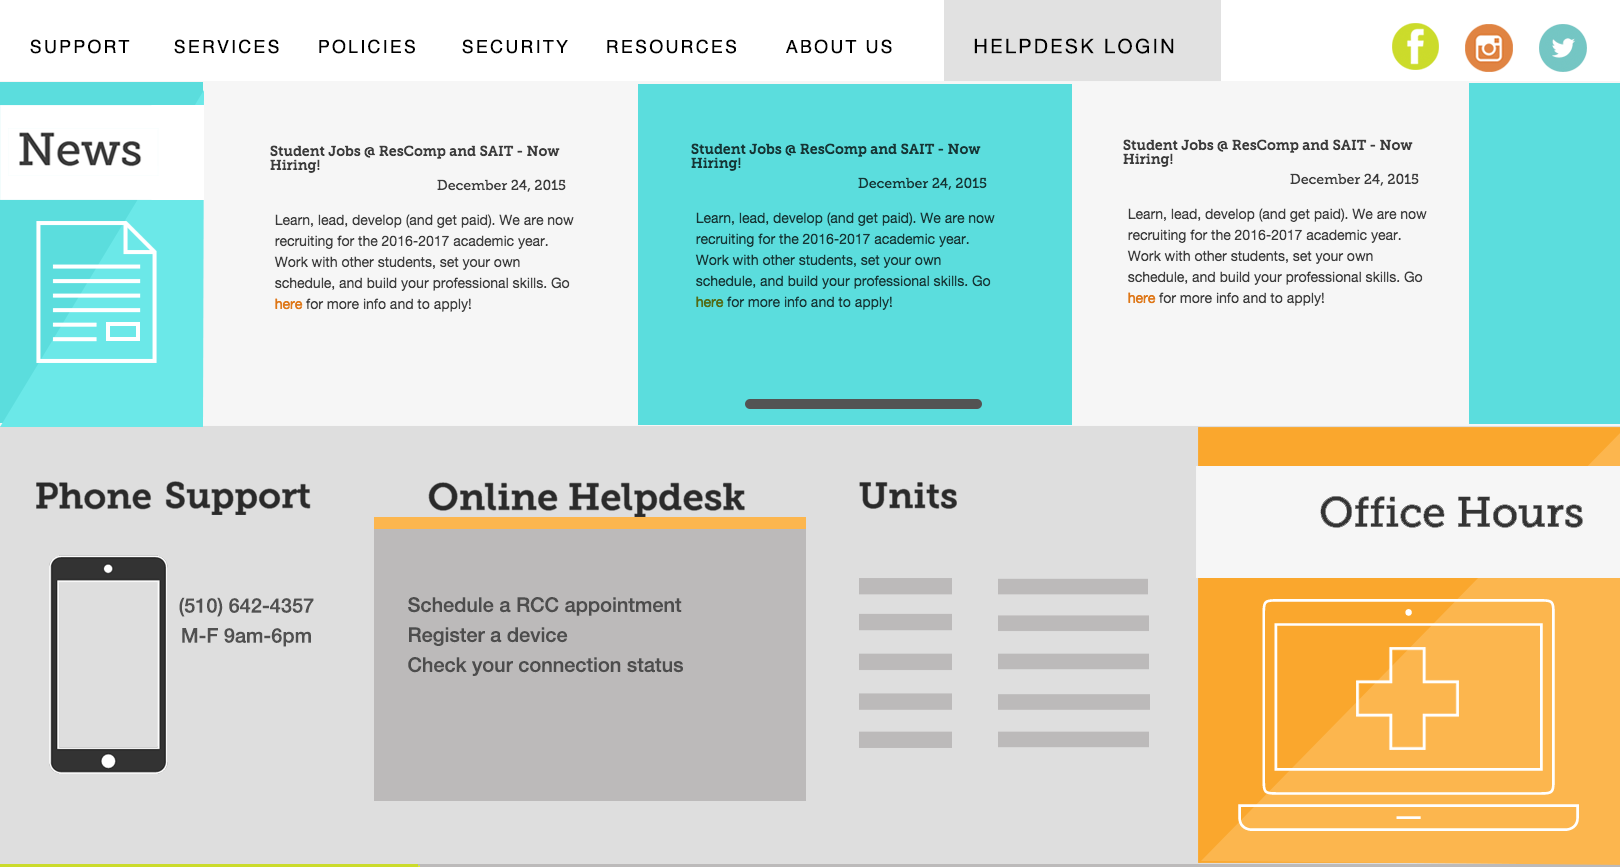 SUPPORT SERVICES POLICIES SECURITY RESOURCES ABOUT US HELPDESK LOGIN
News
Student Jobs @ ResComp and SAIT - Now
Hiring!
December 24, 2015
Learn, lead, develop (and get paid). We are now
recruiting for the 2016-2017 academic year.
Work with other students, set your own
schedule, and build your professional skills. Go
here for more info and to apply!
Student Jobs @ ResComp and SAIT - Now
Hiring!
December 24, 2015
Learn, lead, develop (and get paid). We are now
recruiting for the 2016-2017 academic year.
Work with other students, set your own
schedule, and build your professional skills. Go
here for more info and to apply!
Student Jobs @ ResComp and SAIT - Now
Hiring!
December 24, 2015
Learn, lead, develop (and get paid). We are now
recruiting for the 2016-2017 academic year.
Work with other students, set your own
schedule, and build your professional skills. Go
here for more info and to apply!
Phone Support
(510) 642-4357
M-F 9am-6pm
Online Helpdesk
Schedule a RCC appointment
Register a device
Check your connection status
Units
Office Hours